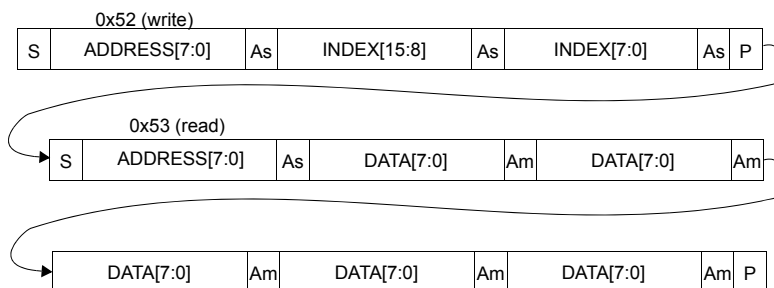 0x52 (write)
S ADDRESS[7:0] As INDEX[15:8] As INDEX[7:0] As P
0x53 (read)
S ADDRESS[7:0] As DATA[7:0] Am DATA[7:0] Am
DATA[7:0] Am DATA[7:0] Am DATA[7:0] Am P